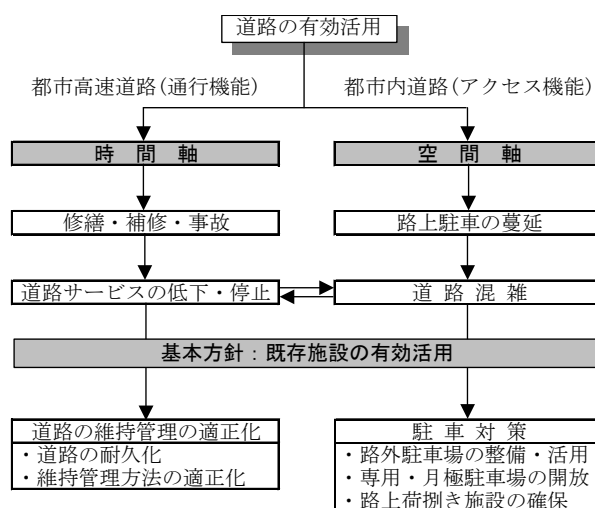 道路の有効活用
都市高速道路(通行機能)
都市内道路(アクセス機能)
時 間 軸
空 間 軸
修繕・補修・事故
路上駐車の蔓延
道路サービスの低下・停止
道 路 混 雑
基本方針:既存施設の有効活用
道路の維持管理の適正化
・道路の耐久化
・維持管理方法の適正化
駐 車 対 策
・路外駐車場の整備・活用
・専用・月極駐車場の開放
・路上荷捌き施設の確保